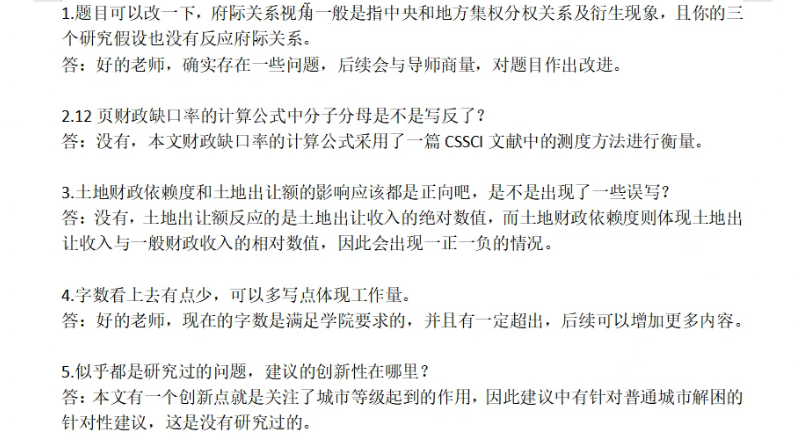 1.题目可以改一下，府际关系视角一般是指中央和地方集权分权关系及衍生现象，且你的三
个研究假设也没有反应府际关系。
答：好的老师，确实存在一些问题，后续会与导师商量，对题目作出改进。
2.12 页财政缺口率的计算公式中分子分母是不是写反了？
答：没有，本文财政缺口率的计算公式采用了一篇 CSSCI 文献中的测度方法进行衡量。
3.土地财政依赖度和土地出让额的影响应该都是正向吧，是不是出现了一些误写？
答：没有，土地出让额反应的是土地出让收入的绝对数值，而土地财政依赖度则体现土地出
让收入与一般财政收入的相对数值，因此会出现一正一负的情况。
4.字数看上去有点少，可以多写点体现工作量。
答：好的老师，现在的字数是满足学院要求的，并且有一定超出，后续可以增加更多内容。
5.似乎都是研究过的问题，建议的创新性在哪里？
答：本文有一个创新点就是关注了城市等级起到的作用，因此建议中有针对普通城市解困的
针对性建议，这是没有研究过的。